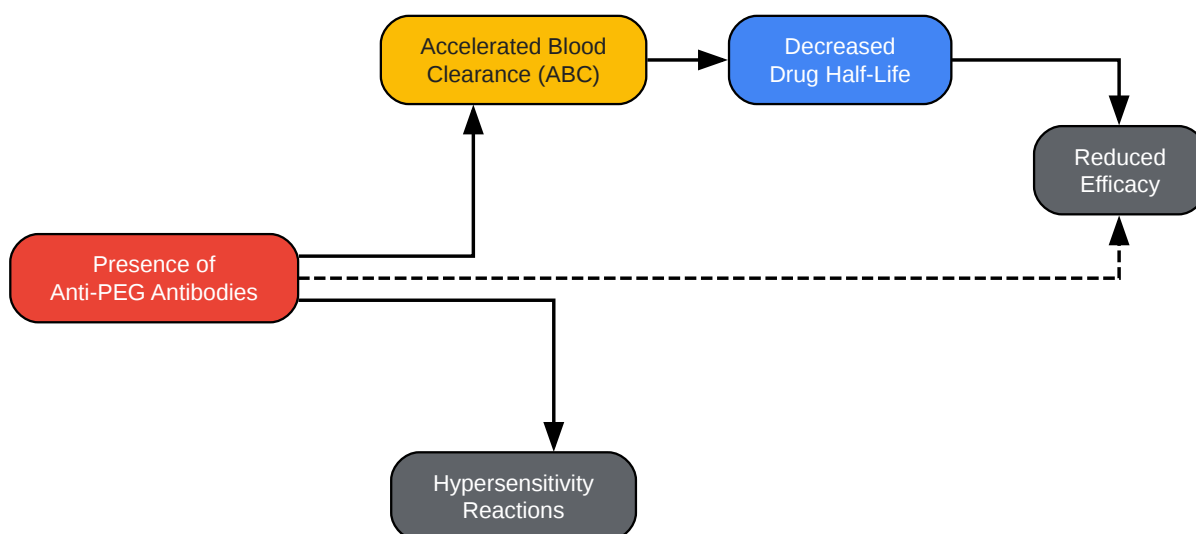 Accelerated Blood
Clearance (ABC)
Decreased
Drug Half-Life
Reduced
Efficacy
Presence of
Anti-PEG Antibodies
Hypersensitivity
Reactions